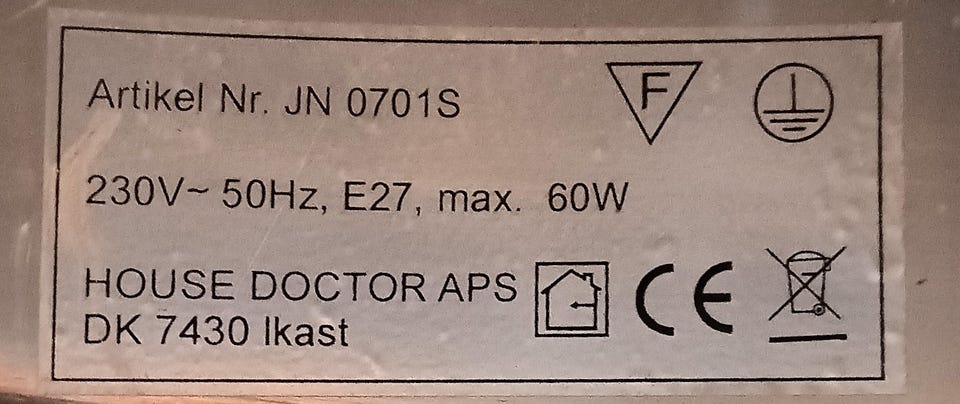 Artikel Nr. JN 0701S
F
230V~ 50Hz, E27, max. 60W
HOUSE DOCTOR APS
DK 7430 Ikast
CE